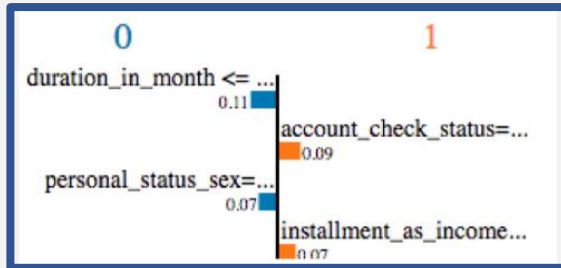 0 1
duration_in_month <= ...
0.11
account_check_status=...
0.09
personal_status_sex=...
0.07
installment_as_income...
0.07